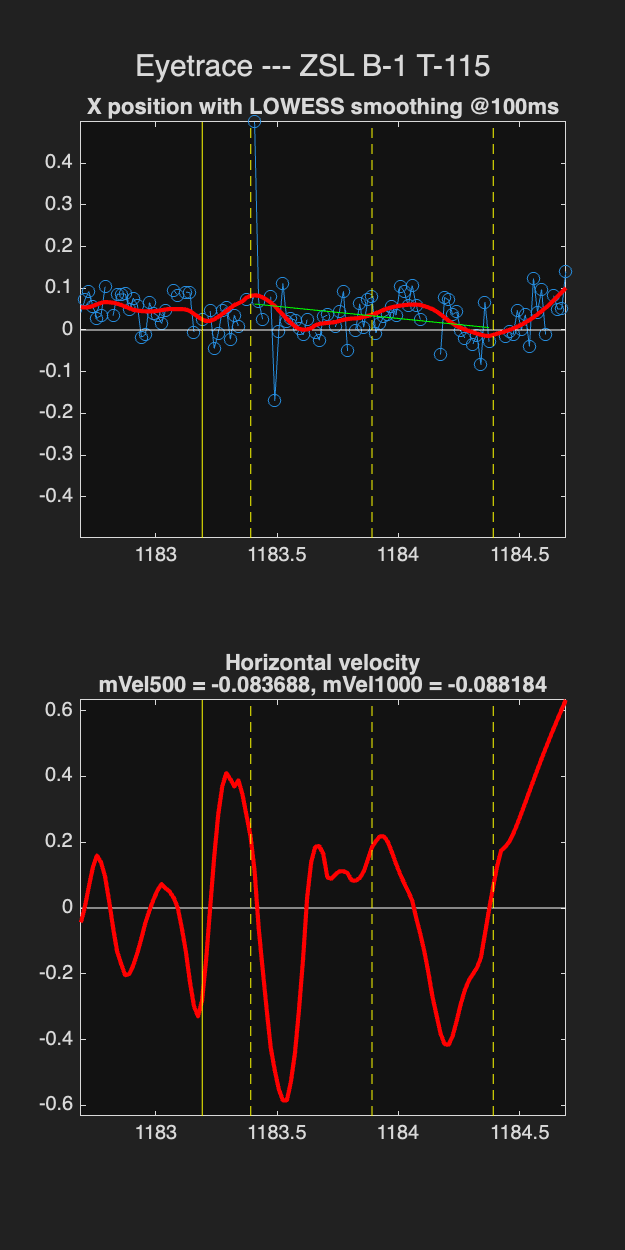 Eyetrace --- ZSL B-1 T-115
X position with LOWESS smoothing @100ms
0.4
0.3
0.2
0.1
0
-0.1
-0.2
-0.3
-0.4
1183 1183.5 1184 1184.5
Horizontal velocity
mVel500 = -0.083688, mVel1000 = -0.088184
0.6
0.4
0.2
0
-0.2
-0.4
-0.6
1183 1183.5 1184 1184.5